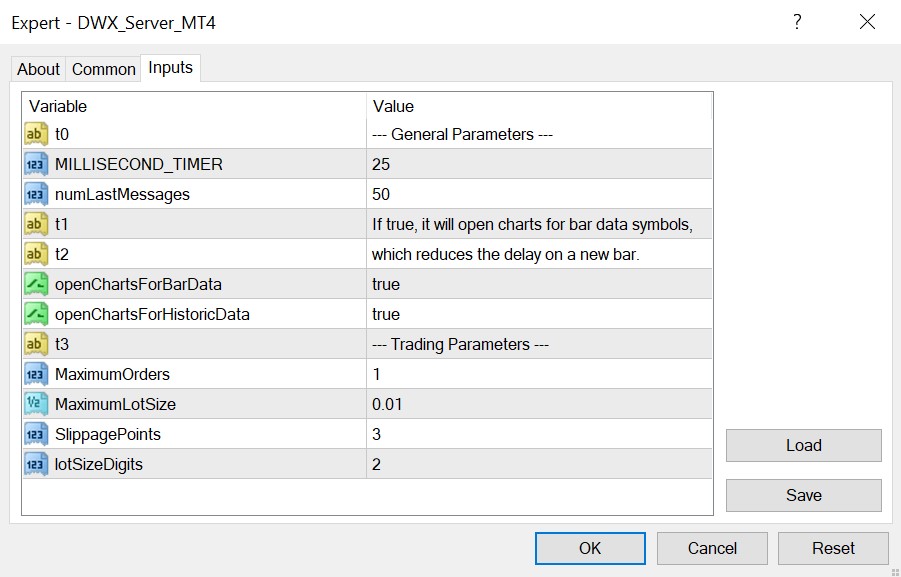 Expert - DWX_Server_MT4 ?
About Common Inputs
Variable Value
ab t0 --- General Parameters ---
123 MILLISECOND_TIMER 25
123 numLastMessages 50
ab t1 If true, it will open charts for bar data symbols,
ab t2 which reduces the delay on a new bar.
openChartsForBarData true
openChartsForHistoricData true
ab t3 --- Trading Parameters ---
123 MaximumOrders 1
½ MaximumLotSize 0.01
123 SlippagePoints 3
123 lotSizeDigits 2
Load
Save
OK Cancel Reset